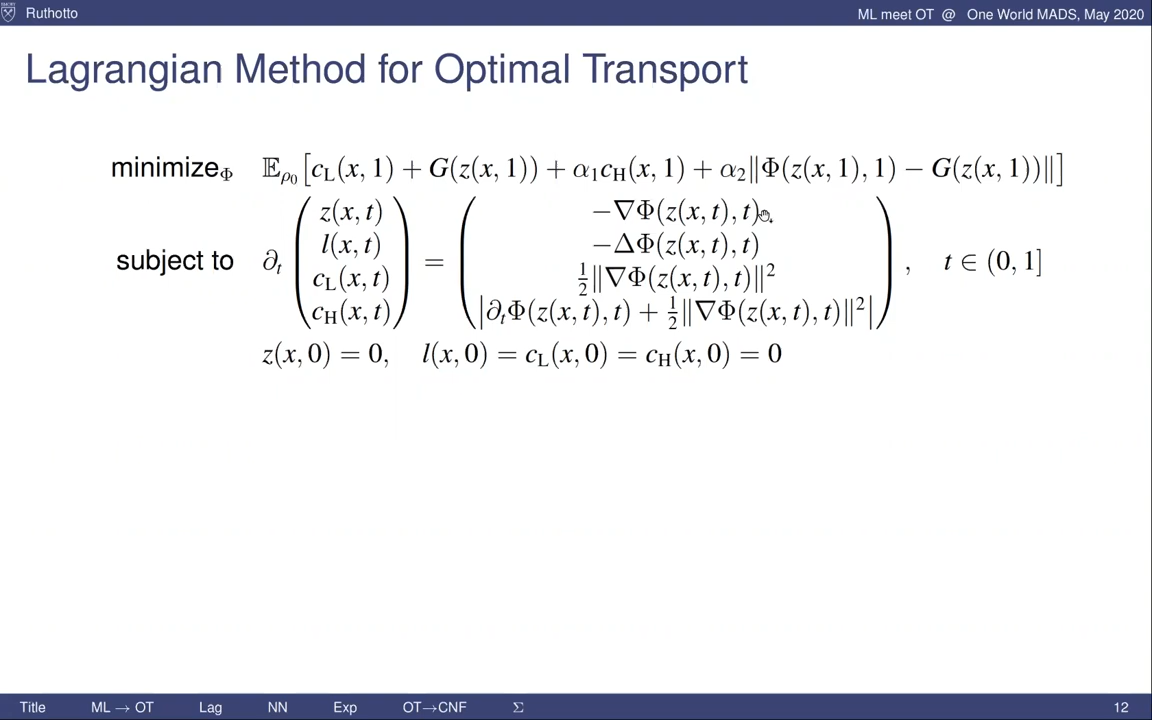 Ruthotto
ML meet OT @ One World MADS, May 2020
Lagrangian Method for Optimal Transport
minimize_Φ 𝔼_{ρ₀} [c_L(x, 1) + G(z(x, 1)) + α₁c_H(x, 1) + α₂‖Φ(z(x, 1), 1) − G(z(x, 1))‖]
subject to ∂_t ( z(x, t) l(x, t) c_L(x, t) c_H(x, t) ) = ( −∇Φ(z(x, t), t) −ΔΦ(z(x, t), t) ½‖∇Φ(z(x, t), t)‖² |∂_tΦ(z(x, t), t) + ½‖∇Φ(z(x, t), t)‖²| ) , t ∈ (0, 1]
z(x, 0) = 0, l(x, 0) = c_L(x, 0) = c_H(x, 0) = 0
Title ML → OT Lag NN Exp OT→CNF Σ 12